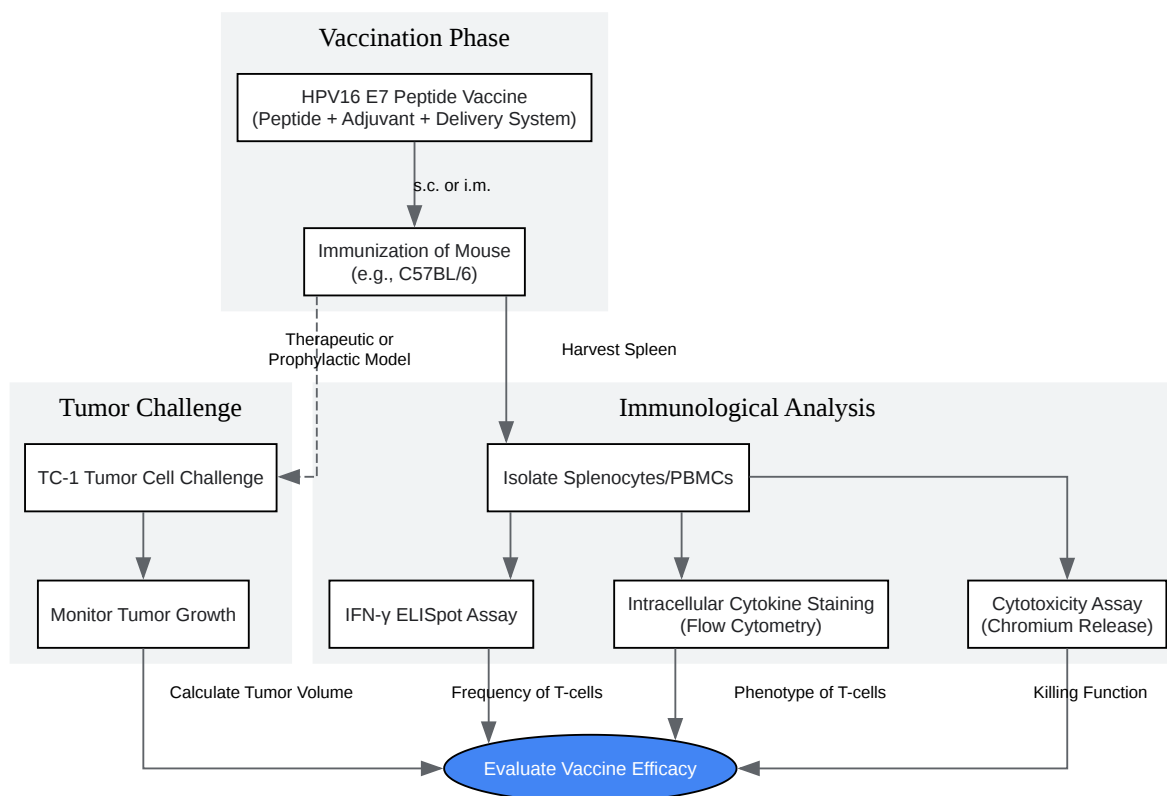 Vaccination Phase
HPV16 E7 Peptide Vaccine
(Peptide + Adjuvant + Delivery System)
s.c. or i.m.
Immunization of Mouse
(e.g., C57BL/6)
Therapeutic or
Prophylactic Model
Harvest Spleen
Tumor Challenge
Immunological Analysis
TC-1 Tumor Cell Challenge
Isolate Splenocytes/PBMCs
Monitor Tumor Growth
IFN-γ ELISpot Assay
Intracellular Cytokine Staining
(Flow Cytometry)
Cytotoxicity Assay
(Chromium Release)
Calculate Tumor Volume
Frequency of T-cells
Phenotype of T-cells
Killing Function
Evaluate Vaccine Efficacy